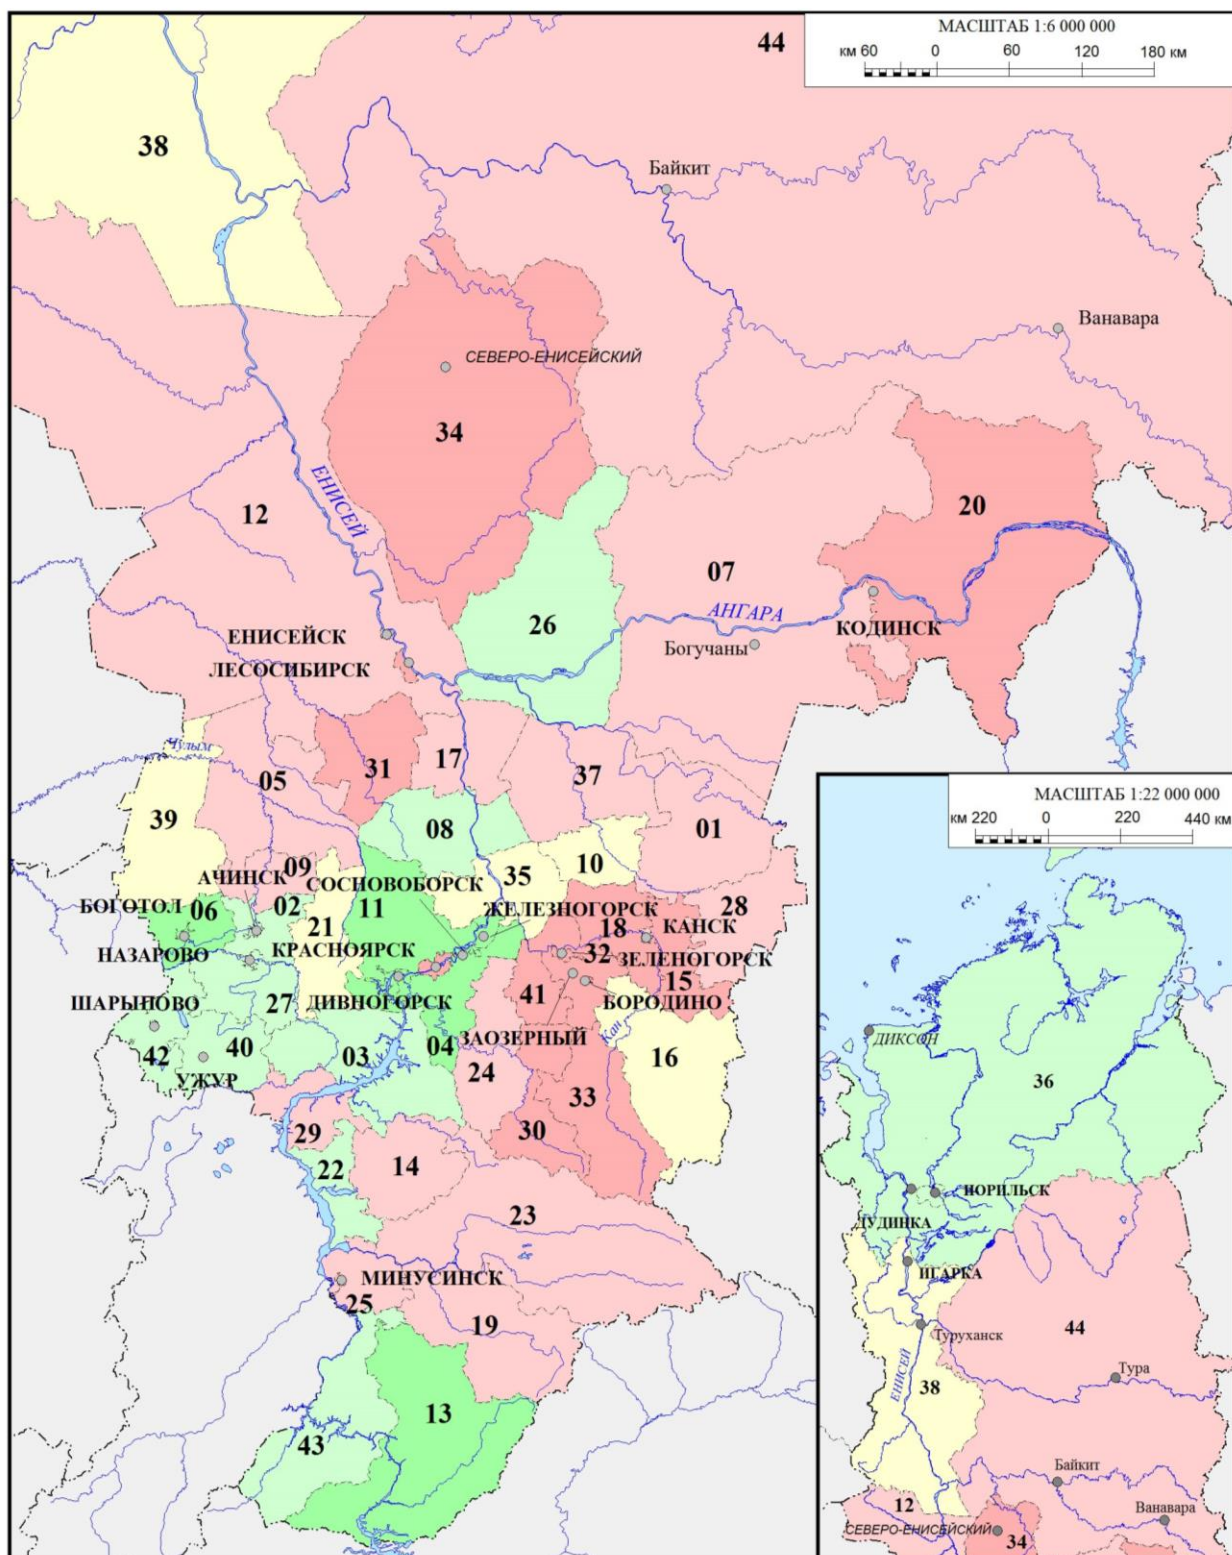 МАСШТАБ 1:6 000 000
км 60 0 60 120 180 км
44
38
Байкит
Ванавара
СЕВЕРО-ЕНИСЕЙСКИЙ
34
ЕНИСЕЙ
12
20
07
26
АНГАРА
КОДИНСК
Богучаны
ЕНИСЕЙСК
ЛЕСОСИБИРСК
Чулым
17
31
05
37
39
08
01
МАСШТАБ 1:22 000 000
км 220 0 220 440 км
09
35
10
АЧИНСК
СОСНОВОБОРСК
БОГОТОЛ
06
02
21
11
ЖЕЛЕЗНОГОРСК
28
18
КАНСК
НАЗАРОВО
КРАСНОЯРСК
32
ЗЕЛЕНОГОРСК
15
ШАРЫПОВО
27
ДИВНОГОРСК
41
БОРОДИНО
Кан
ЗАОЗЕРНЫЙ
42
40
03
04
16
УЖУР
24
33
29
30
22
14
23
МИНУСИНСК
25
19
13
43
ДИКСОН
36
НОРИЛЬСК
ДУДИНКА
ИГАРКА
Туруханск
44
Тура
ЕНИСЕЙ
38
Байкит
12
Ванавара
СЕВЕРО-ЕНИСЕЙСКИЙ
34